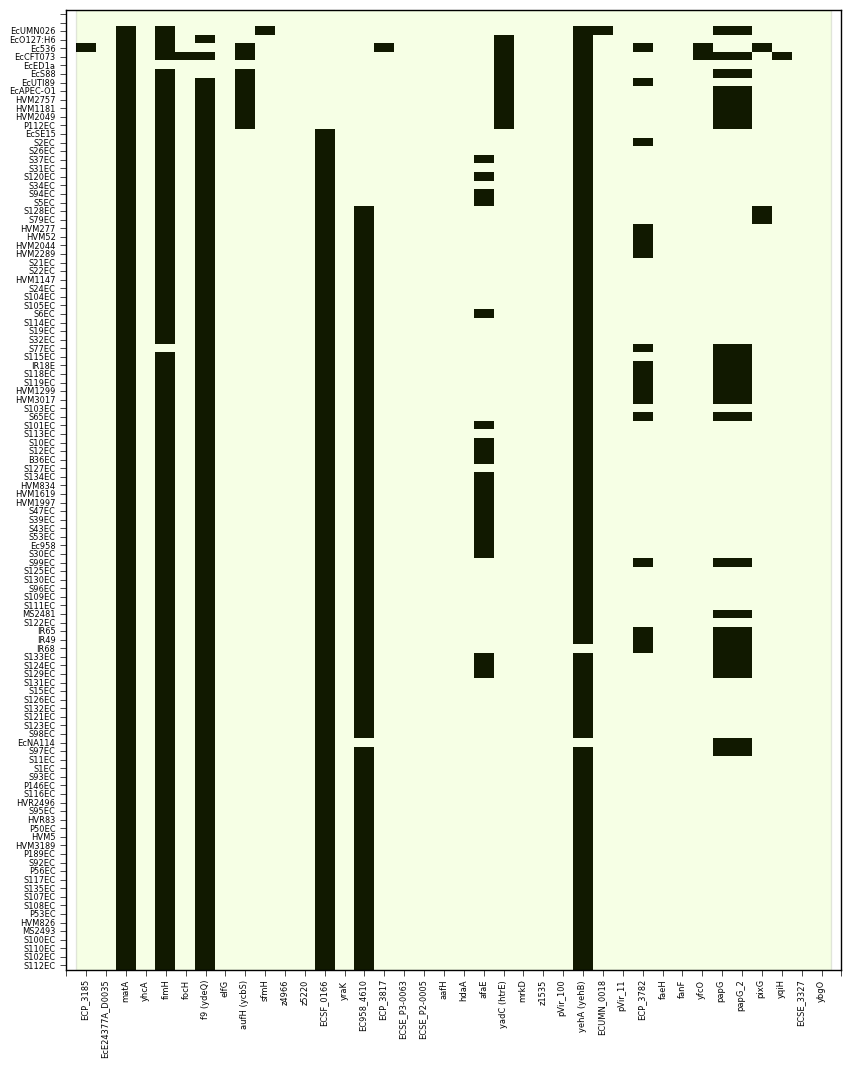 EcUMN026
EcO127:H6
Ec536
EcCFT073
EcED1a
EcS88
EcUTI89
EcAPEC-O1
HVM2757
HVM1181
HVM2049
P112EC
EcSE15
S2EC
S26EC
S37EC
S31EC
S120EC
S34EC
S94EC
S5EC
S128EC
S79EC
HVM277
HVM52
HVM2044
HVM2289
S21EC
S22EC
HVM1147
S24EC
S104EC
S105EC
S6EC
S114EC
S19EC
S32EC
S77EC
S115EC
IR18E
S118EC
S119EC
HVM1299
HVM3017
S103EC
S65EC
S101EC
S113EC
S10EC
S12EC
B36EC
S127EC
S134EC
HVM834
HVM1619
HVM1997
S47EC
S39EC
S43EC
S53EC
Ec958
S30EC
S99EC
S125EC
S130EC
S96EC
S109EC
S111EC
MS2481
S122EC
IR65
IR49
IR68
S133EC
S124EC
S129EC
S131EC
S15EC
S126EC
S132EC
S121EC
S123EC
S98EC
EcNA114
S97EC
S11EC
S1EC
S93EC
P146EC
S116EC
HVR2496
S95EC
HVR83
P50EC
HVM5
HVM3189
P189EC
S92EC
P56EC
S117EC
S135EC
S107EC
S108EC
P53EC
HVM826
MS2493
S100EC
S110EC
S102EC
S112EC
ECP_3185
EcE24377A_D0035
matA
yhcA
fimH
focH
f9 (ydeQ)
elfG
aufH (ycbS)
sfmH
z4966
z5220
ECSF_0166
yraK
EC958_4610
ECP_3817
ECSE_P3-0063
ECSE_P2-0005
aafH
hdaA
afaE
yadC (htrE)
mrkD
z1535
pVir_100
yehA (yehB)
ECUMN_0018
pVir_11
ECP_3782
faeH
fanF
yfcO
papG
papG_2
pixG
yqiH
ECSE_3327
ybgO